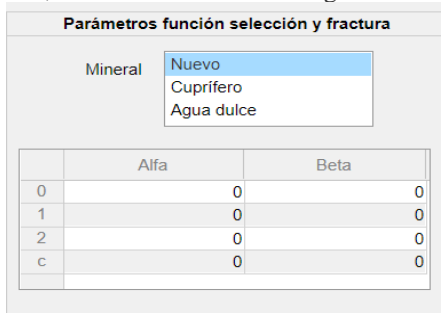 Parámetros función selección y fractura
Mineral
Nuevo
Cuprífero
Agua dulce
Alfa Beta
0 0 0
1 0 0
2 0 0
c 0 0